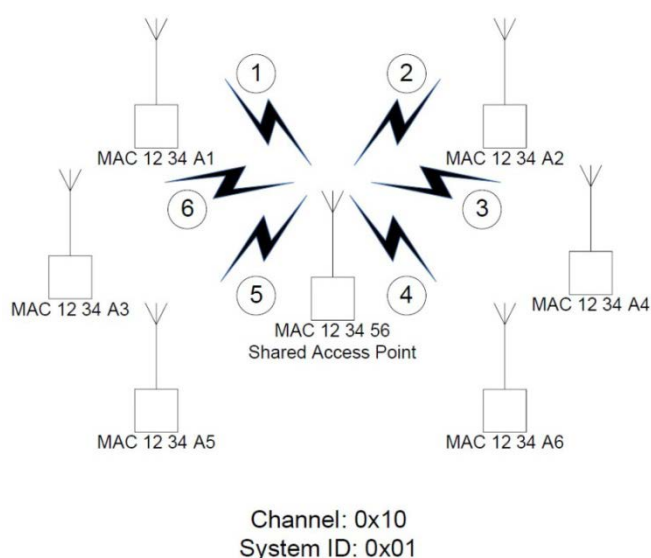 1
2
MAC 12 34 A1
MAC 12 34 A2
6
3
MAC 12 34 A3
5
4
MAC 12 34 A4
MAC 12 34 56
Shared Access Point
MAC 12 34 A5
MAC 12 34 A6
Channel: 0x10
System ID: 0x01